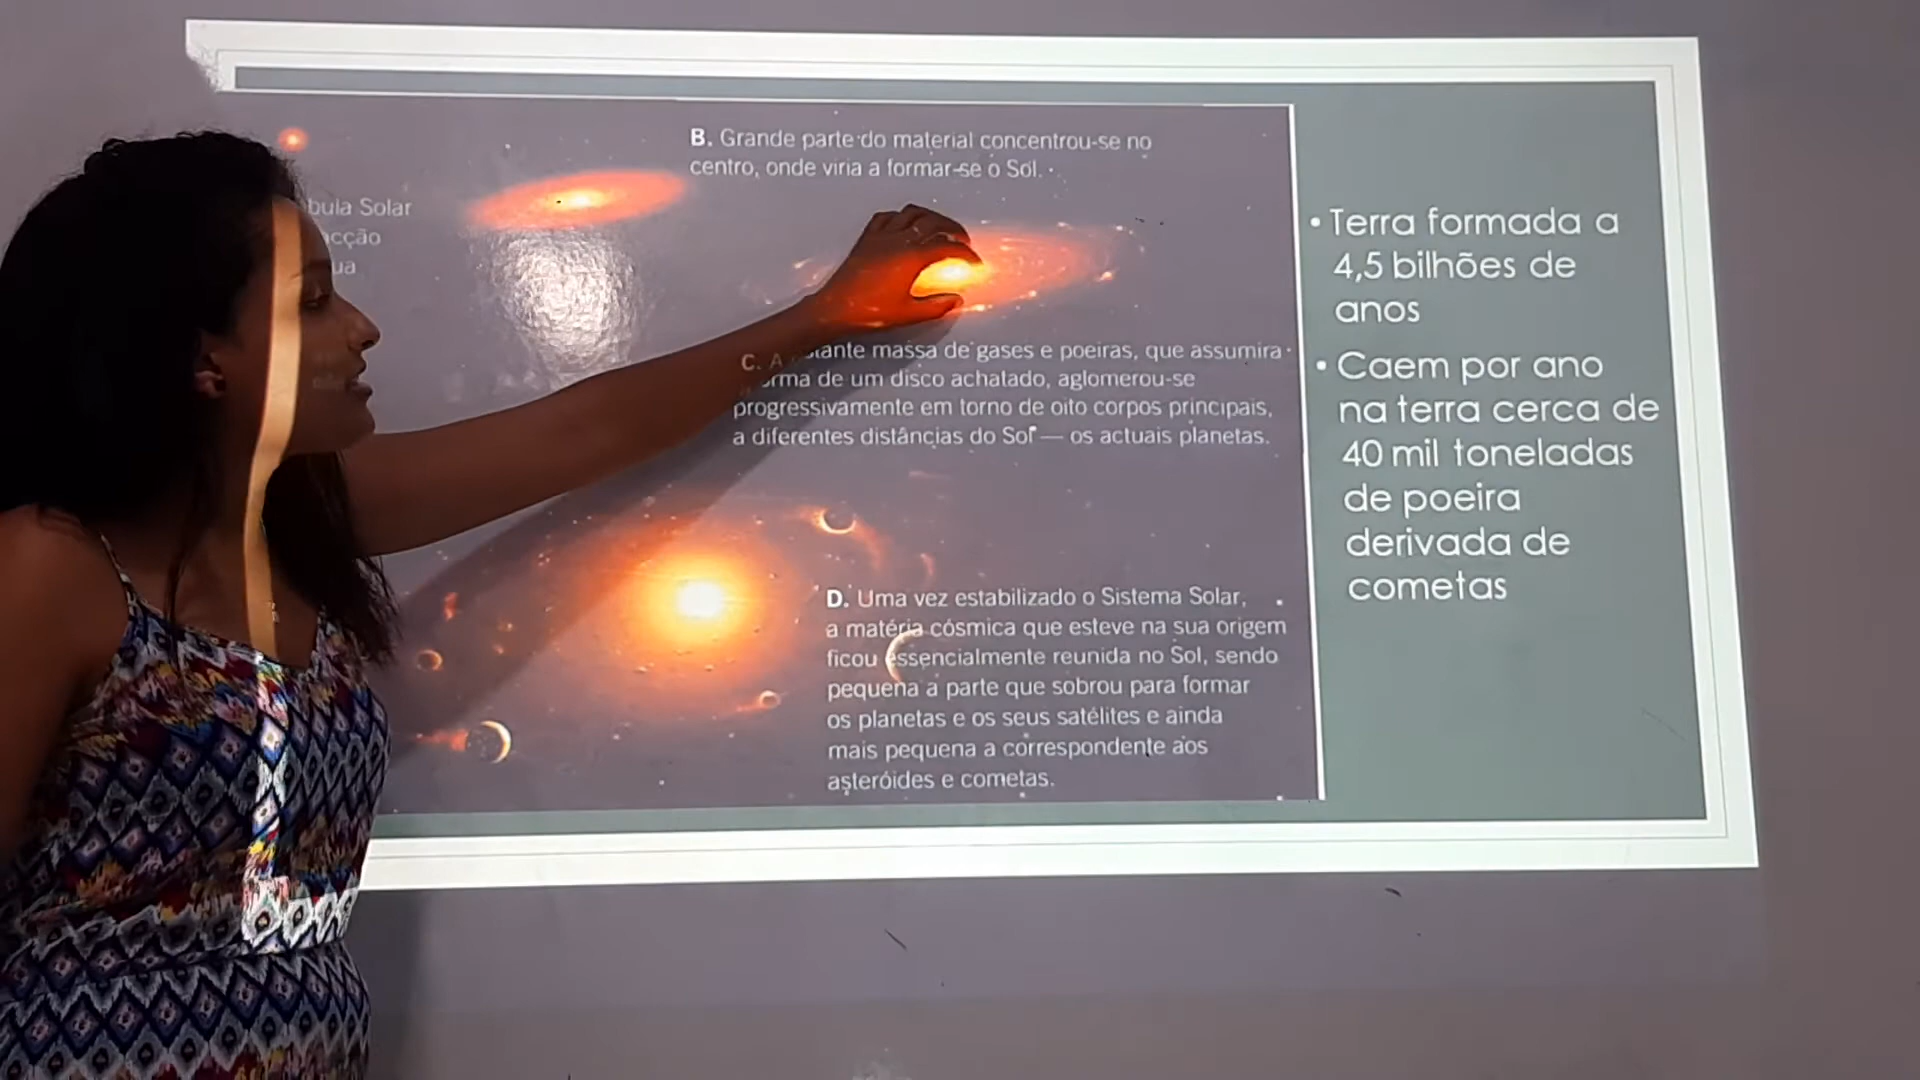 bula Solar
acção
ua
B. Grande parte do material concentrou-se no
centro, onde viria a formar-se o Sol.
C. A massa de gases e poeiras, que assumira
de um disco achatado, aglomerou-se
progressivamente em torno de oito corpos principais,
a diferentes distâncias do Sol — os actuais planetas.
D. Uma vez estabilizado o Sistema Solar,
a matéria cósmica que esteve na sua origem
ficou essencialmente reunida no Sol, sendo
pequena a parte que sobrou para formar
os planetas e os seus satélites e ainda
mais pequena a correspondente aos
asteróides e cometas.
• Terra formada a
4,5 bilhões de
anos
• Caem por ano
na terra cerca de
40 mil toneladas
de poeira
derivada de
cometas